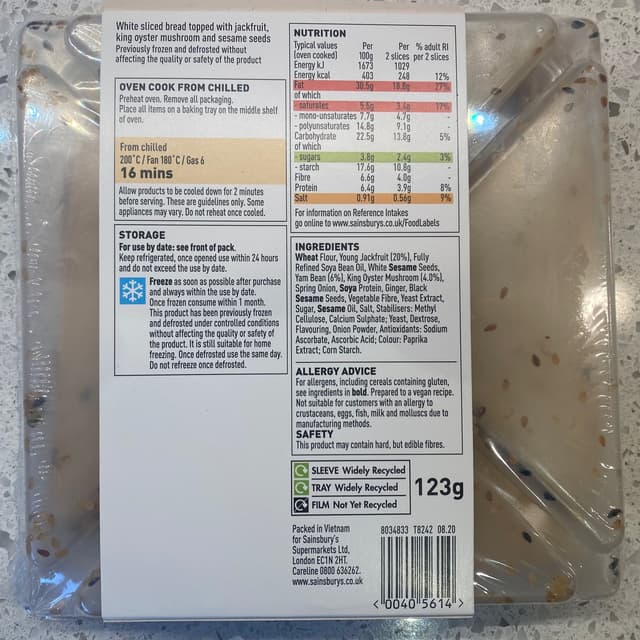 White sliced bread topped with jackfruit,
king oyster mushroom and sesame seeds
Previously frozen and defrosted without
affecting the quality or safety of the product
OVEN COOK FROM CHILLED
Preheat oven. Remove all packaging.
Place all items on a baking tray on the middle shelf
of oven.
From chilled
200°C / Fan 180°C / Gas 6
16 mins
Allow products to be cooled down for 2 minutes
before serving. These are guidelines only. Some
appliances may vary. Do not reheat once cooled.
STORAGE
For use by date: see front of pack.
Keep refrigerated, once opened use within 24 hours
and do not exceed the use by date.
Freeze as soon as possible after purchase
and always within the use by date.
Once frozen consume within 1 month.
This product has been previously frozen
and defrosted under controlled conditions
without affecting the quality or safety of
the product. It is still suitable for home
freezing. Once defrosted use the same day.
Do not refreeze once defrosted.
NUTRITION
Typical values Per Per % adult RI
(oven cooked) 100g 2 slices per 2 slices
Energy kJ 1673 1029
Energy kcal 403 248 12%
Fat 30.5g 18.8g 27%
of which
- saturates 5.5g 3.4g 17%
- mono-unsaturates 7.7g 4.7g -
- polyunsaturates 14.8g 9.1g -
Carbohydrate 22.5g 13.8g 5%
of which
- sugars 3.8g 2.4g 3%
- starch 17.6g 10.8g -
Fibre 6.6g 4.0g -
Protein 6.4g 3.9g 8%
Salt 0.91g 0.56g 9%
For information on Reference Intakes
go online to www.sainsburys.co.uk/FoodLabels
INGREDIENTS
Wheat Flour, Young Jackfruit (20%), Fully
Refined Soya Bean Oil, White Sesame Seeds,
Yam Bean (6%), King Oyster Mushroom (4.0%),
Spring Onion, Soya Protein, Ginger, Black
Sesame Seeds, Vegetable Fibre, Yeast Extract,
Sugar, Sesame Oil, Salt, Stabilisers: Methyl
Cellulose, Calcium Sulphate; Yeast, Dextrose,
Flavouring, Onion Powder, Antioxidants: Sodium
Ascorbate, Ascorbic Acid; Colour: Paprika
Extract; Corn Starch.
ALLERGY ADVICE
For allergens, including cereals containing gluten,
see ingredients in bold. Prepared to a vegan recipe.
Not suitable for customers with an allergy to
crustaceans, eggs, fish, milk and molluscs due to
manufacturing methods.
SAFETY
This product may contain hard, but edible fibres.
SLEEVE Widely Recycled
TRAY Widely Recycled
FILM Not Yet Recycled
123g
Packed in Vietnam
for Sainsbury's
Supermarkets Ltd,
London EC1N 2HT.
Careline 0800 636262.
www.sainsburys.co.uk
8034833 T8242 08.20
< 0040 5614 >